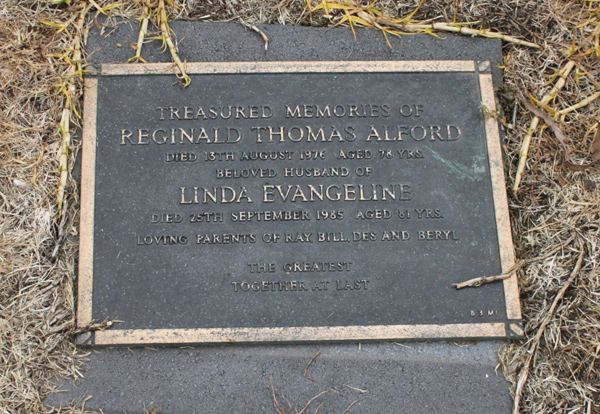 TREASURED MEMORIES OF
REGINALD THOMAS ALFORD
DIED 13TH AUGUST 1976 AGED 78 YRS.
BELOVED HUSBAND OF
LINDA EVANGELINE
DIED 25TH SEPTEMBER 1985 AGED 81 YRS.
LOVING PARENTS OF RAY, BILL, DES AND BERYL
THE GREATEST
TOGETHER AT LAST